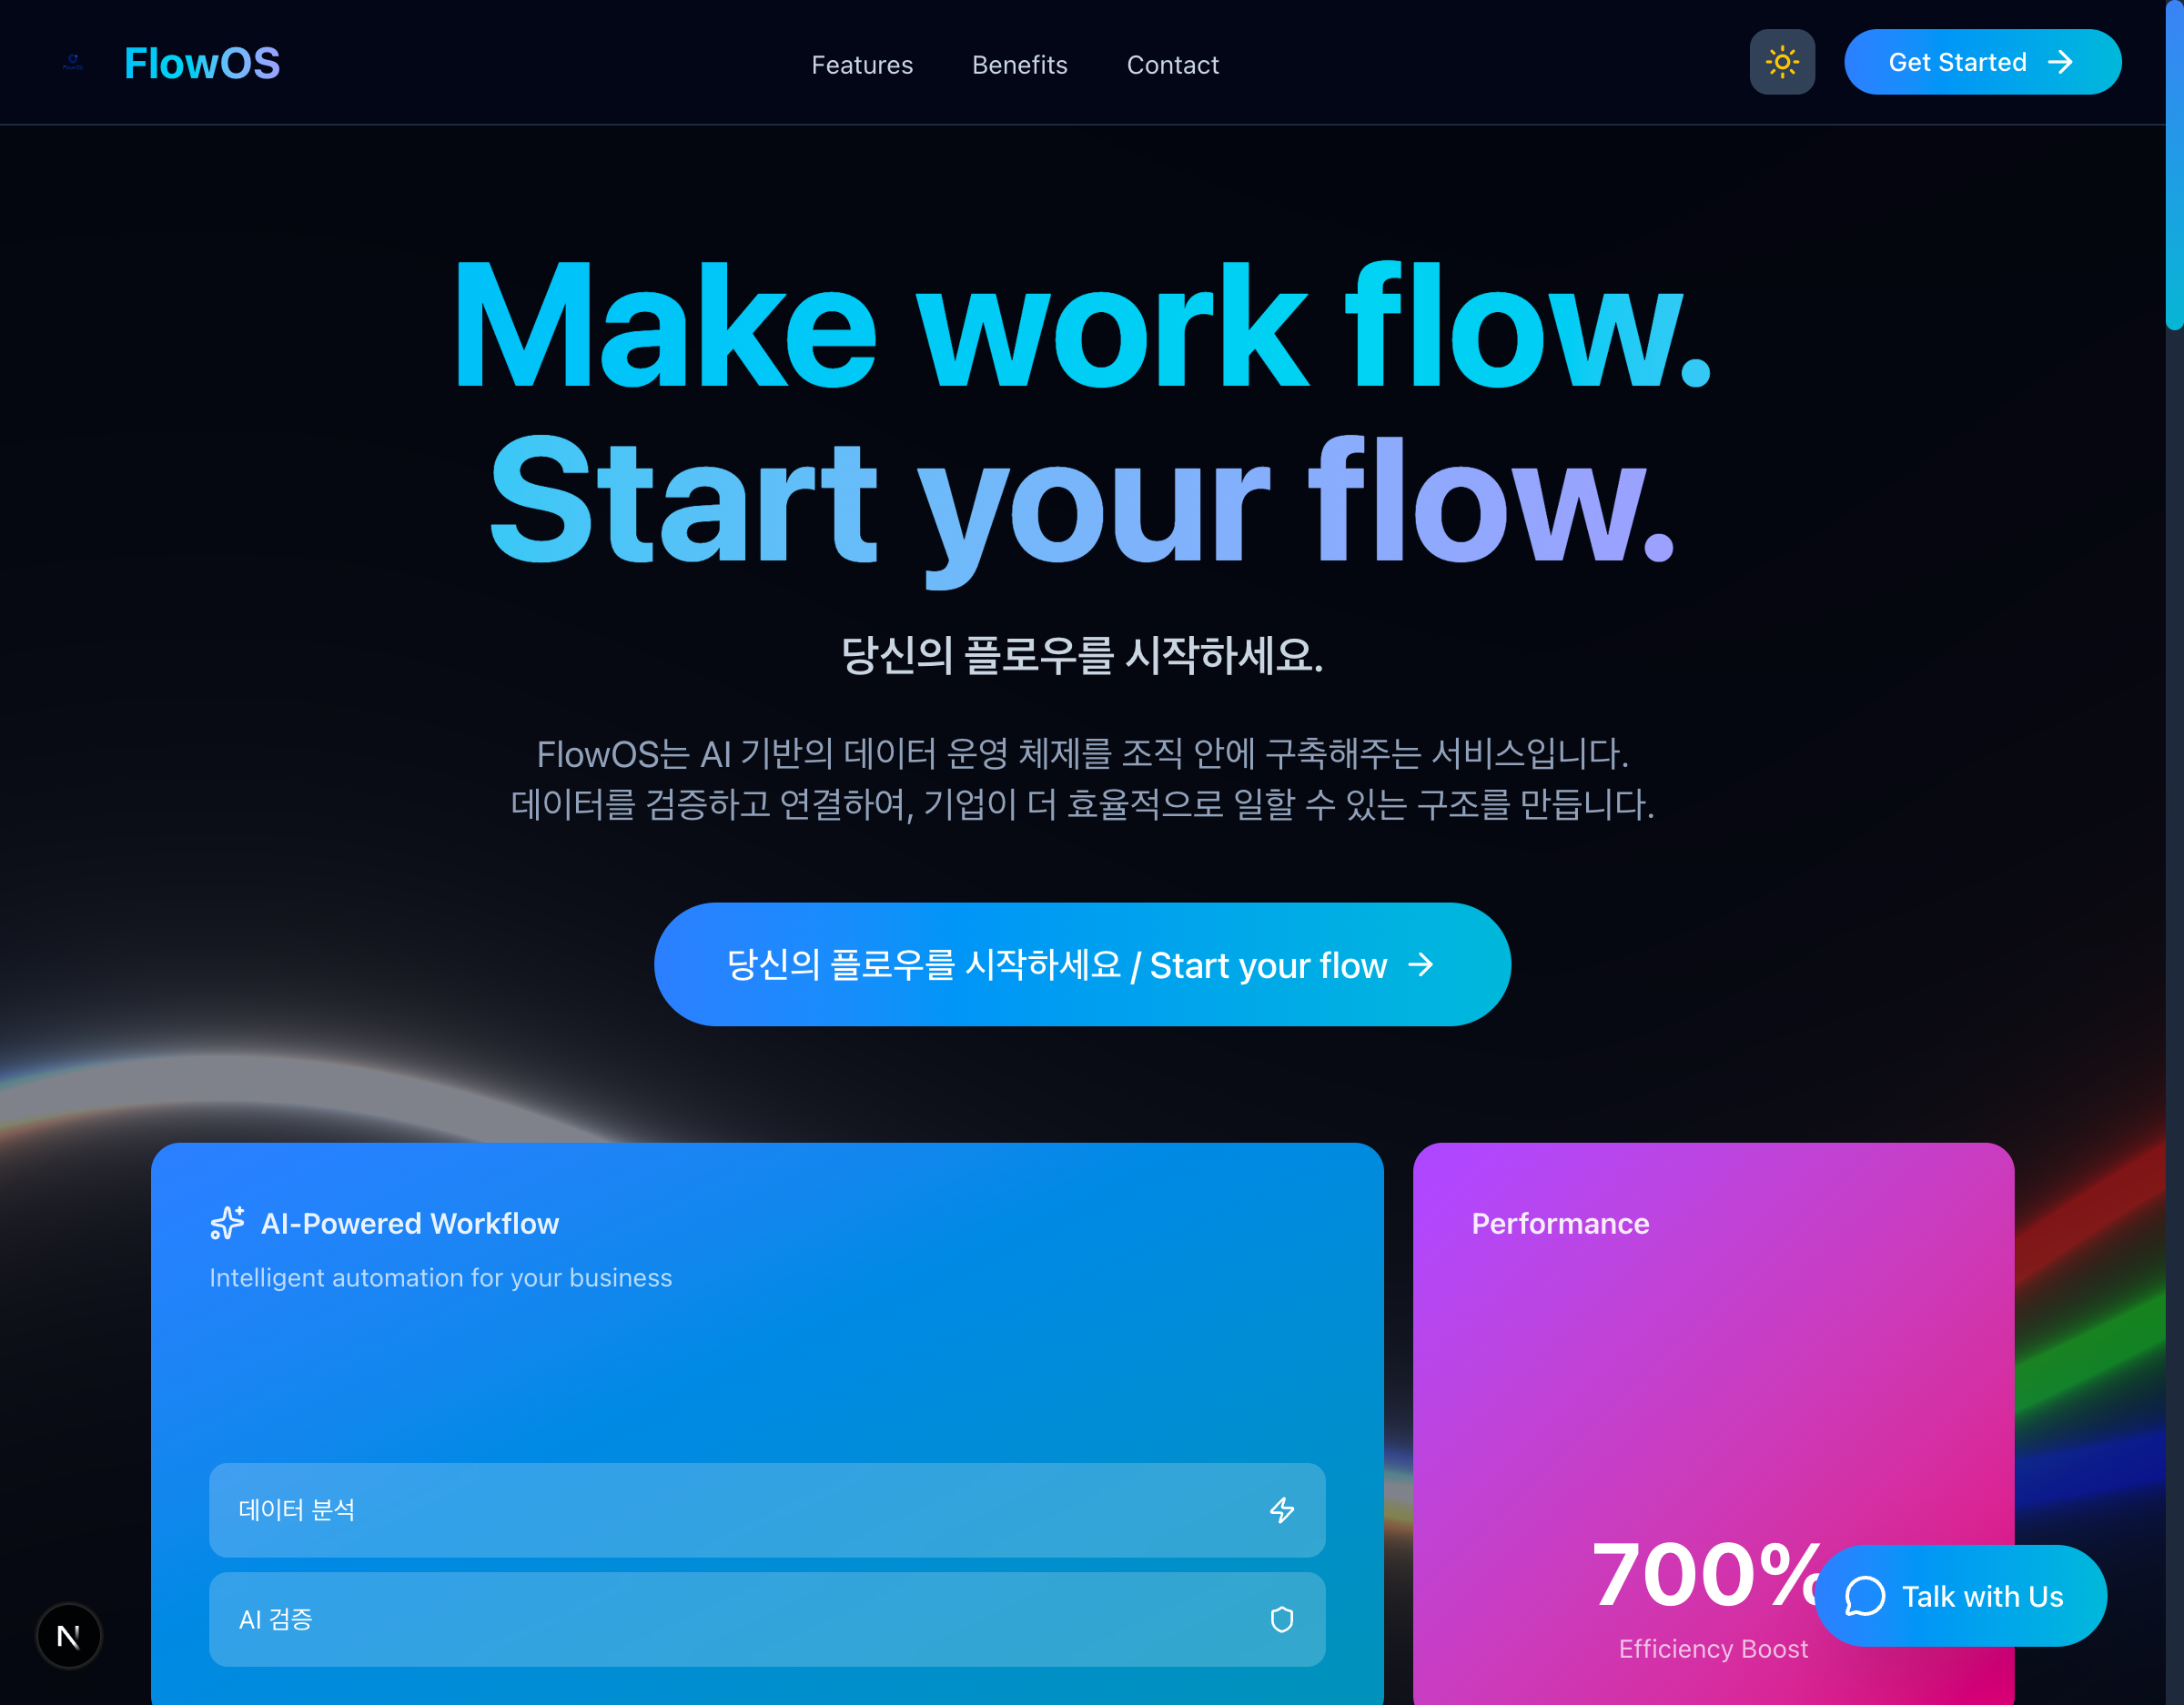 FlowOS
Features
Benefits
Contact
Get Started
Make work flow.
Start your flow.
당신의 플로우를 시작하세요.
FlowOS는 AI 기반의 데이터 운영 체제를 조직 안에 구축해주는 서비스입니다.
데이터를 검증하고 연결하여, 기업이 더 효율적으로 일할 수 있는 구조를 만듭니다.
당신의 플로우를 시작하세요 / Start your flow
AI-Powered Workflow
Intelligent automation for your business
데이터 분석
AI 검증
Performance
700%
Efficiency Boost
Talk with Us
N